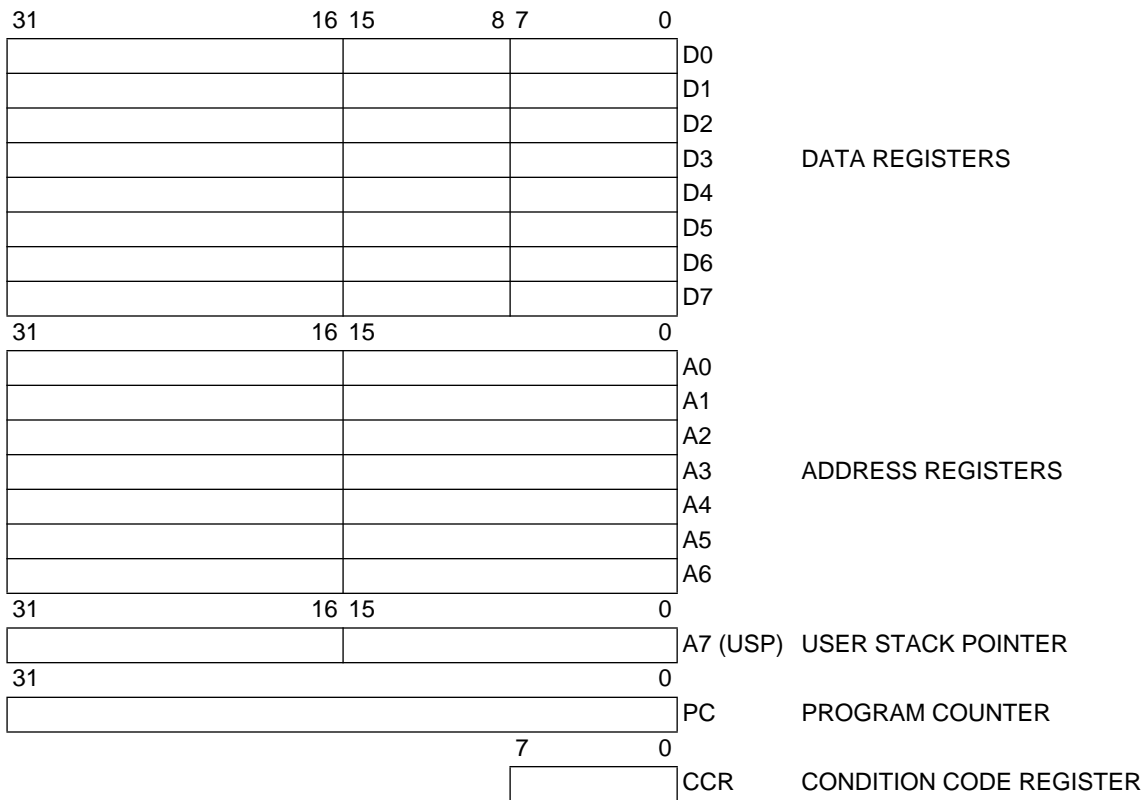 31 16 15 8 7 0
D0
D1
D2
D3 DATA REGISTERS
D4
D5
D6
D7
31 16 15 0
A0
A1
A2
A3 ADDRESS REGISTERS
A4
A5
A6
31 16 15 0
A7 (USP) USER STACK POINTER
31 0
PC PROGRAM COUNTER
7 0
CCR CONDITION CODE REGISTER